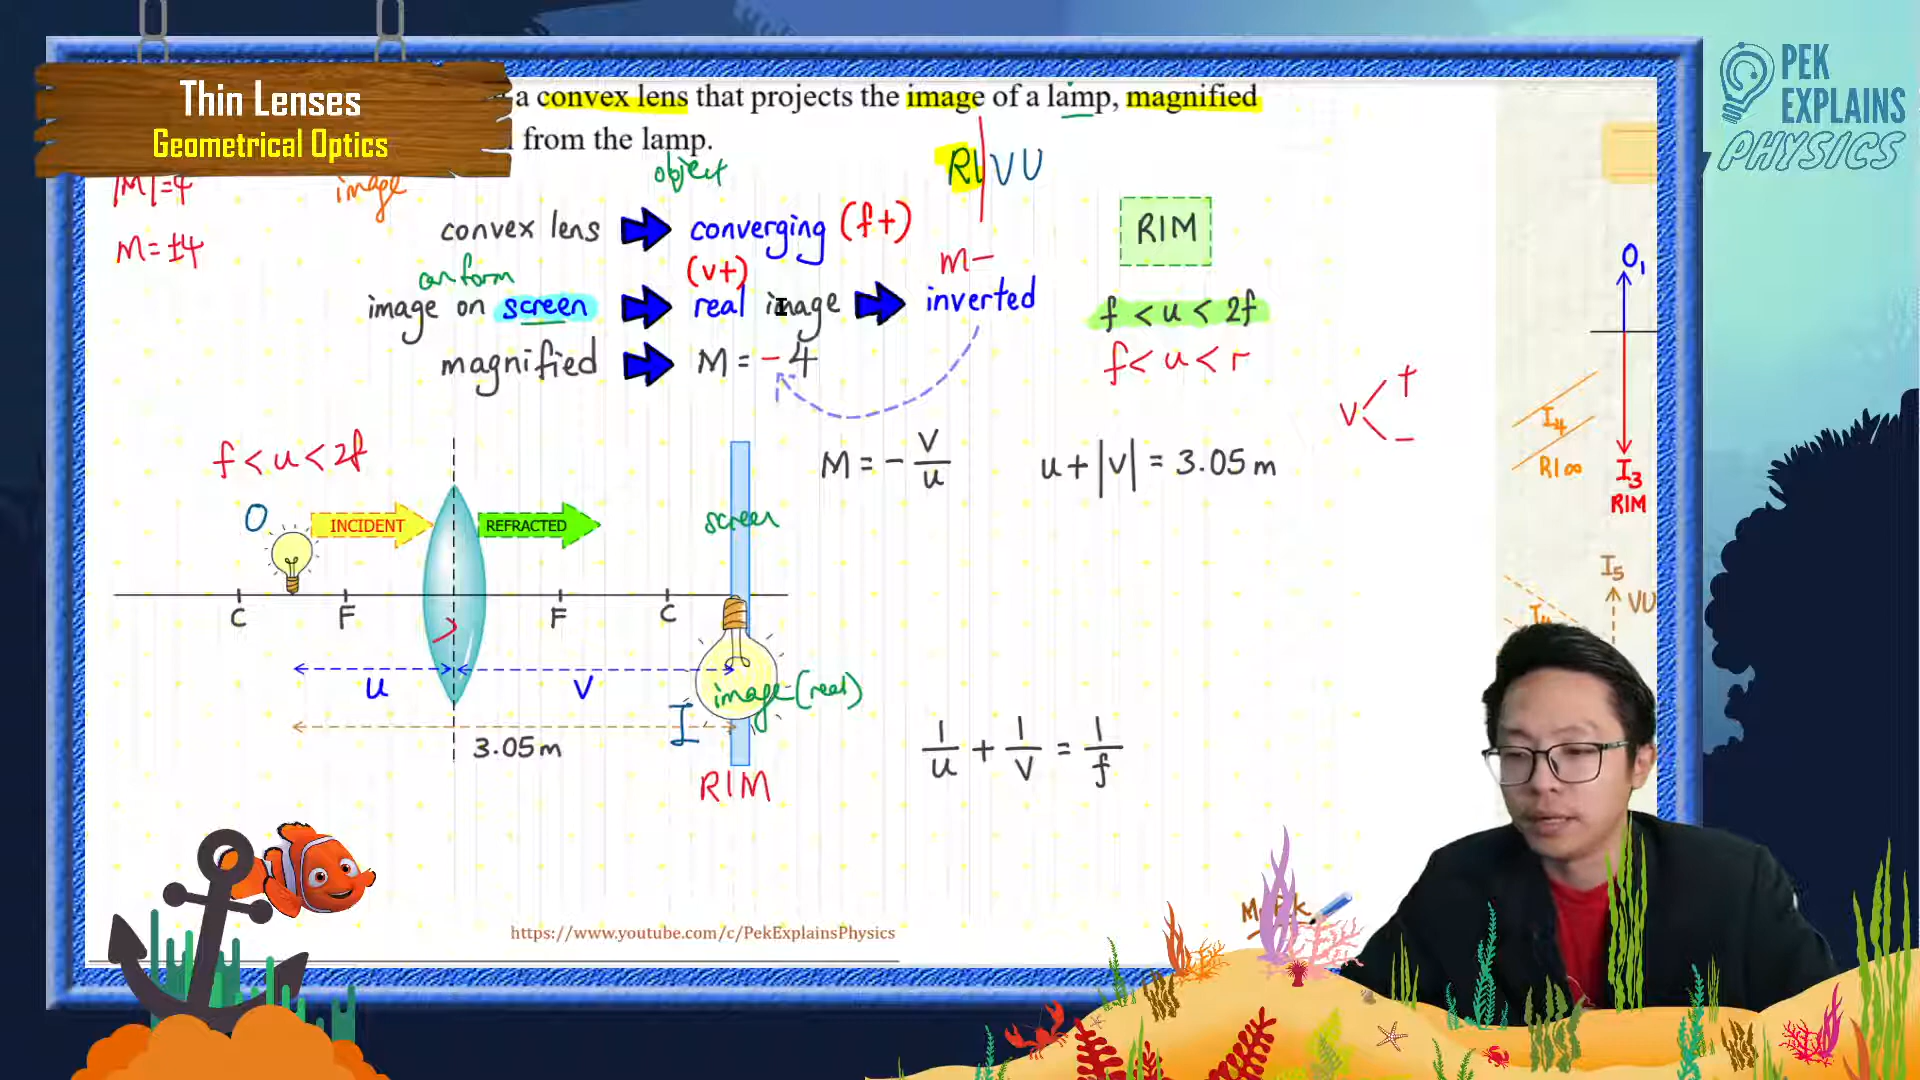 Thin Lenses
Geometrical Optics
a convex lens that projects the image of a lamp, magnified
from the lamp.
PEK
EXPLAINS
PHYSICS
object
RI VU
|M|=4
image
M=±4
convex lens converging (f+)
RIM
m-
on form
(v+)
image on screen real image inverted
f < u < 2f
magnified M = -4
f < u < r
V + -
f < u < 2f
M = - V/u
u + |V| = 3.05 m
O
INCIDENT
REFRACTED
screen
C F F C
u V
image (real)
I
3.05m
RIM
1/u + 1/V = 1/f
https://www.youtube.com/c/PekExplainsPhysics
O1
I4
RI∞
I3
RIM
I5
VU